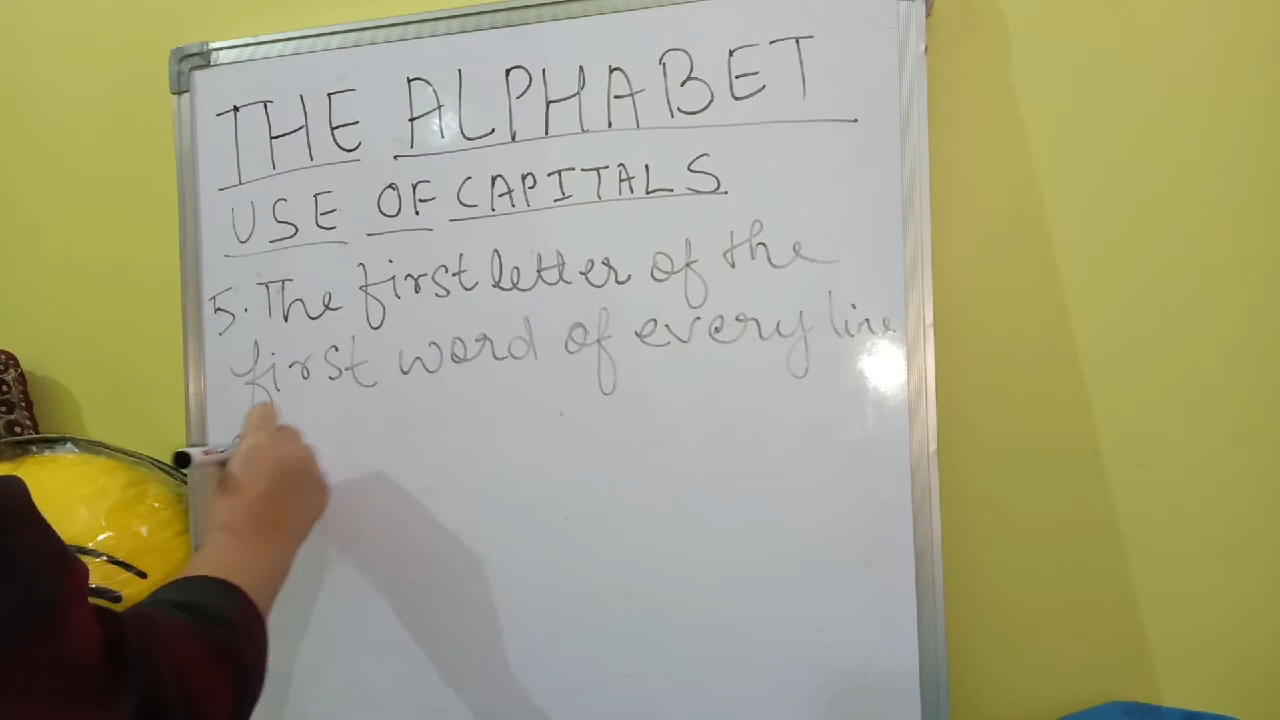 THE ALPHABET
USE OF CAPITALS
5. The first letter of the
first word of every line